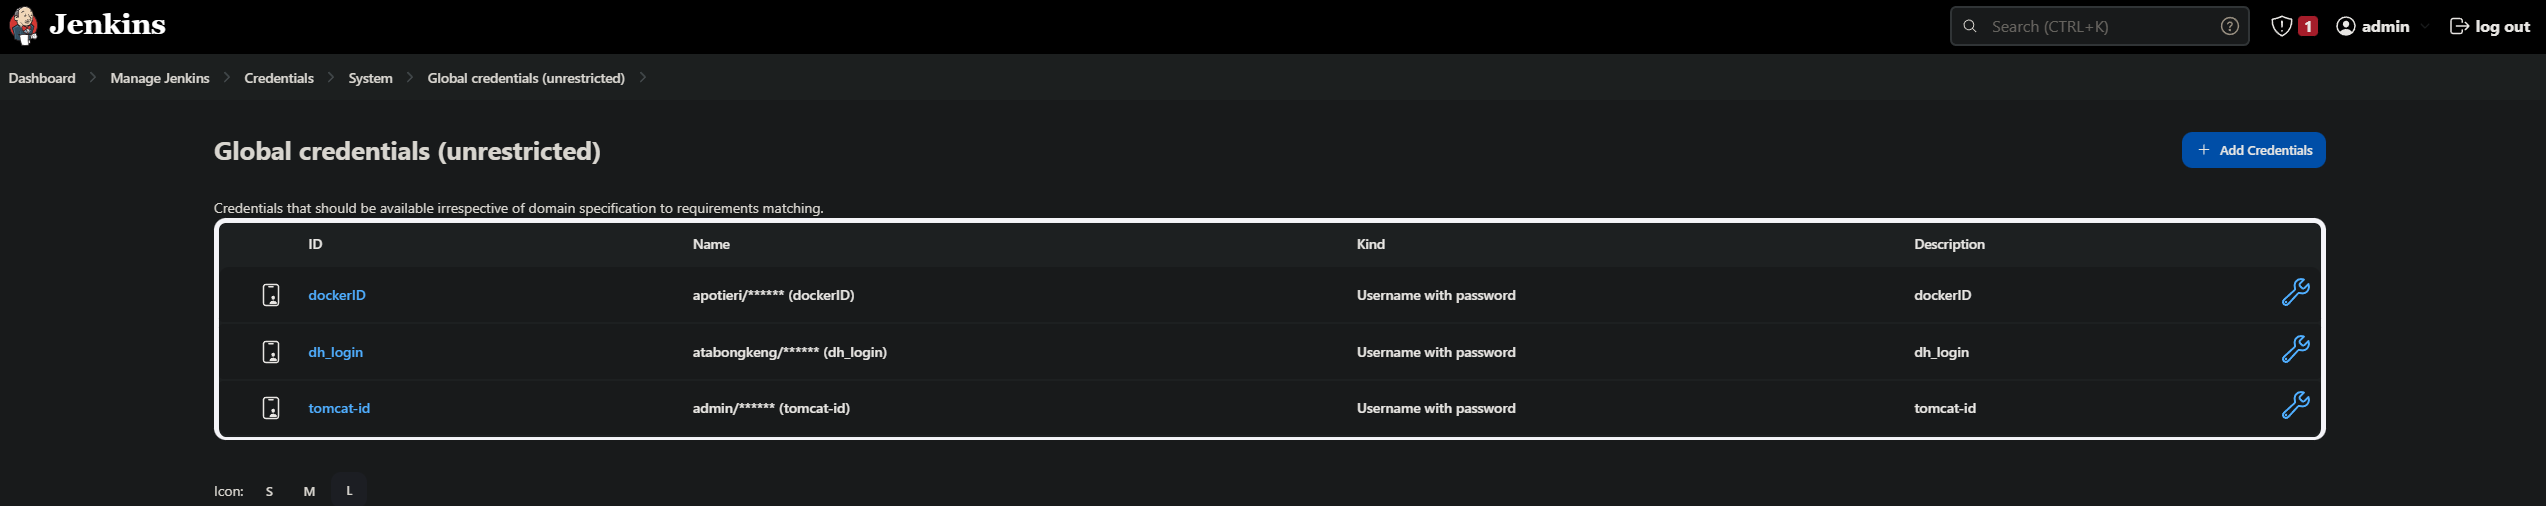 Jenkins Search (CTRL+K) 1 admin log out
Dashboard Manage Jenkins Credentials System Global credentials (unrestricted)
Global credentials (unrestricted) + Add Credentials
Credentials that should be available irrespective of domain specification to requirements matching.
ID Name Kind Description
dockerID apotieri/****** (dockerID) Username with password dockerID
dh_login atabongkeng/****** (dh_login) Username with password dh_login
tomcat-id admin/****** (tomcat-id) Username with password tomcat-id
Icon: S M L